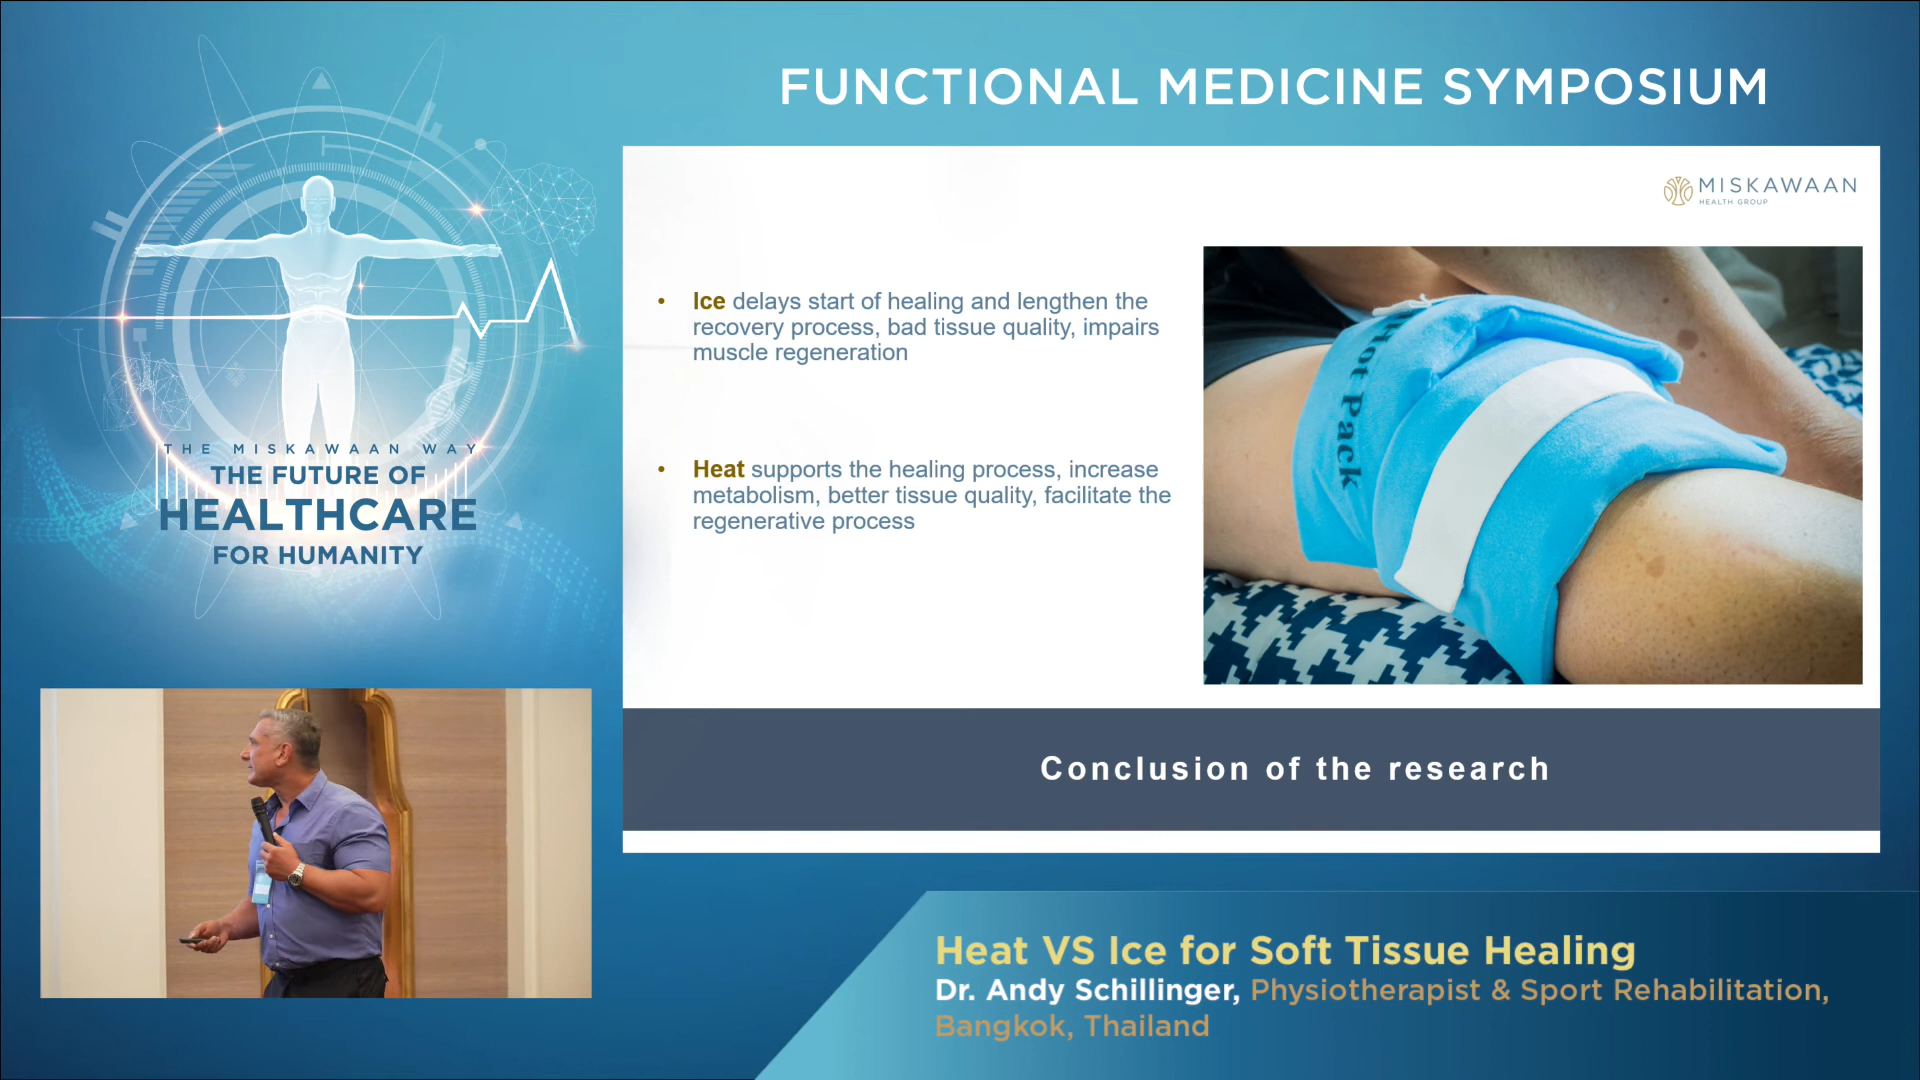 FUNCTIONAL MEDICINE SYMPOSIUM
MISKAWAAN
HEALTH GROUP
• Ice delays start of healing and lengthen the
recovery process, bad tissue quality, impairs
muscle regeneration
• Heat supports the healing process, increase
metabolism, better tissue quality, facilitate the
regenerative process
Hot Pack
Conclusion of the research
THE MISKAWAAN WAY
THE FUTURE OF
HEALTHCARE
FOR HUMANITY
Heat VS Ice for Soft Tissue Healing
Dr. Andy Schillinger, Physiotherapist & Sport Rehabilitation,
Bangkok, Thailand